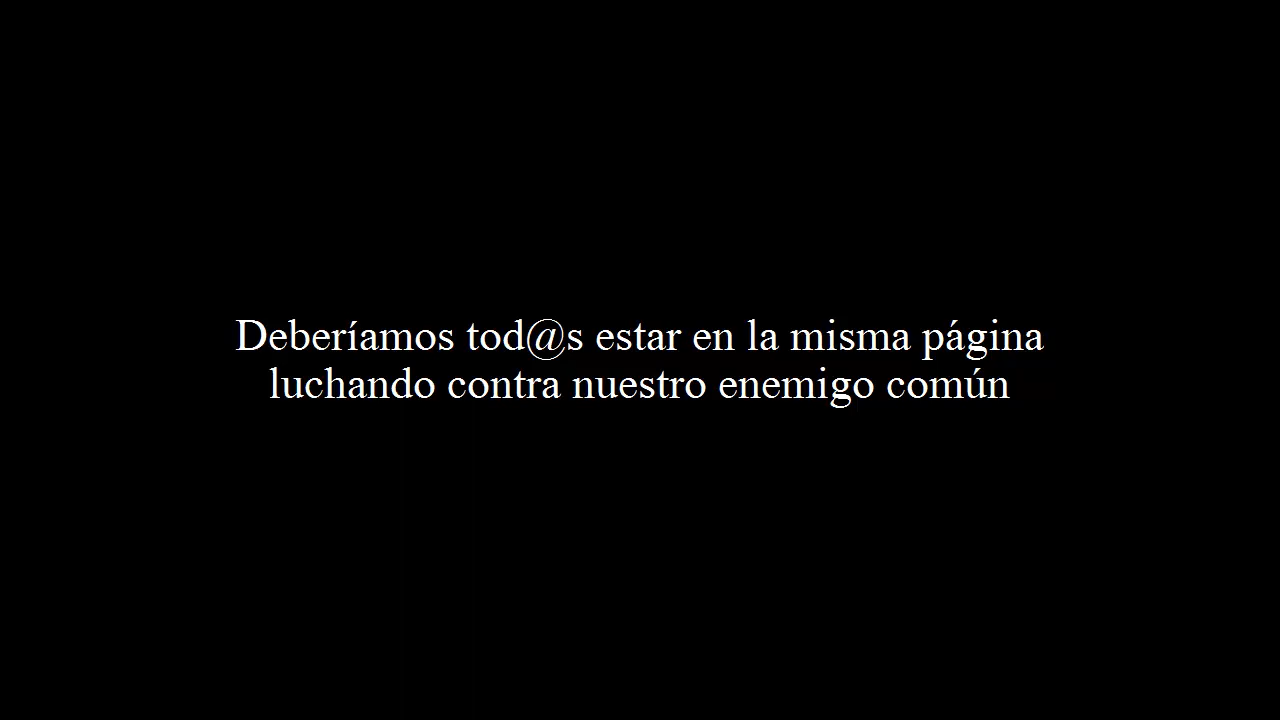 Deberíamos tod@s estar en la misma página
luchando contra nuestro enemigo común